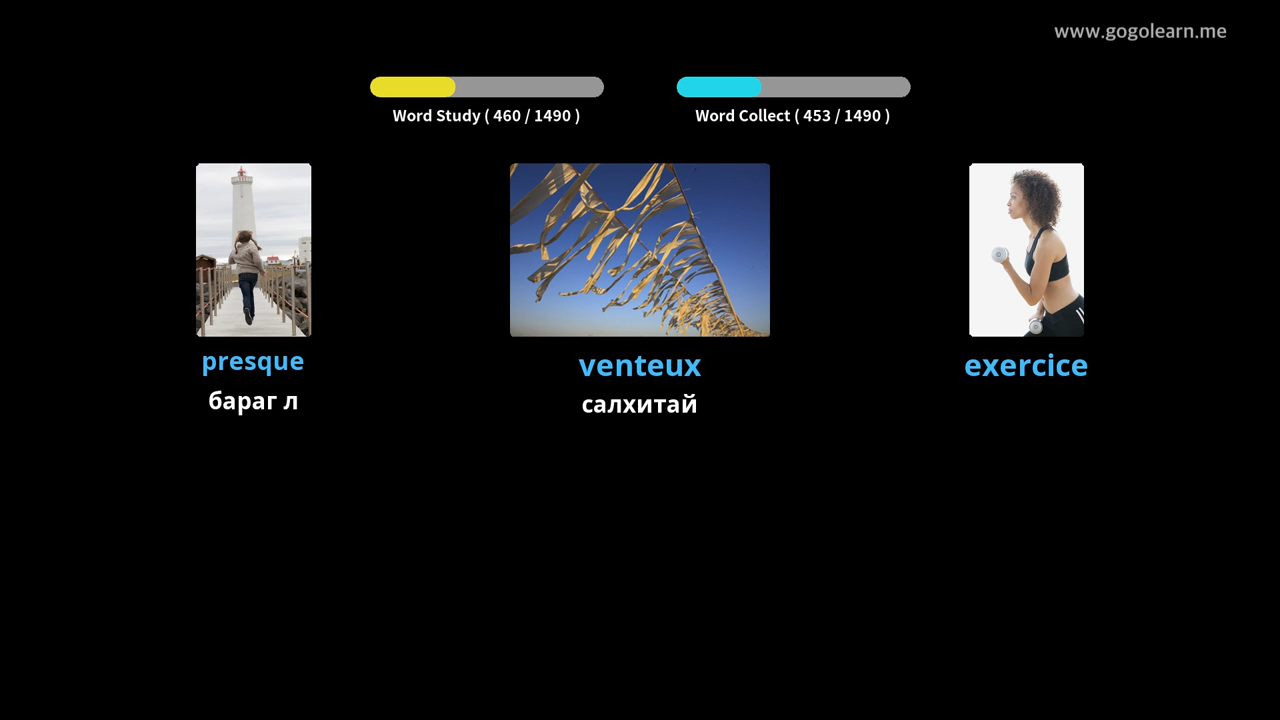 www.gogolearn.me
Word Study ( 460 / 1490 )
Word Collect ( 453 / 1490 )
presque
бараг л
venteux
салхитай
exercice